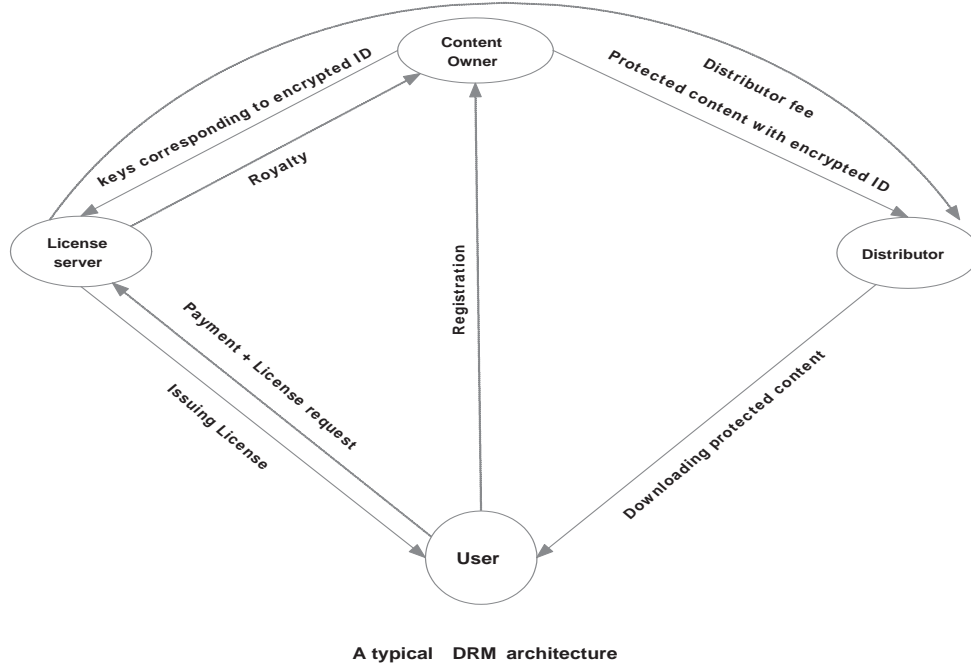 Content
Owner
Distributor fee
Protected content with encrypted ID
keys corresponding to encrypted ID
Royalty
License
server
Distributor
Registration
Payment + License request
Issuing License
Downloading protected content
User
A typical DRM architecture